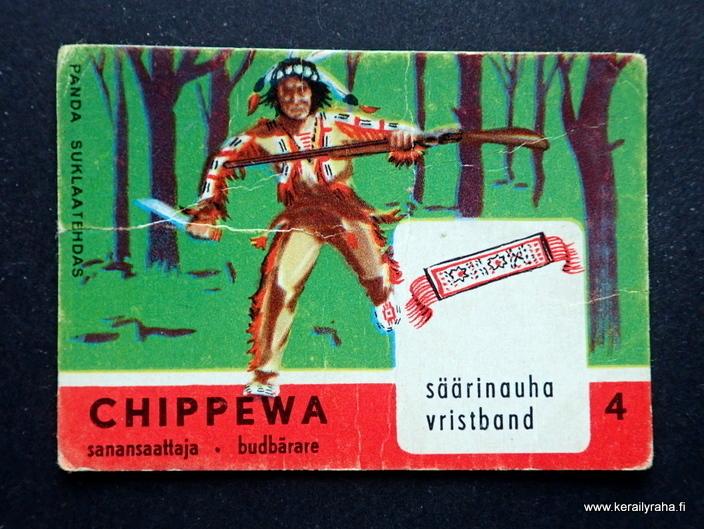 PANDA SUKLAATEHDAS
CHIPPEWA
sanansaattaja • budbärare
säärinauha
vristband
4
www.kerailyraha.fi